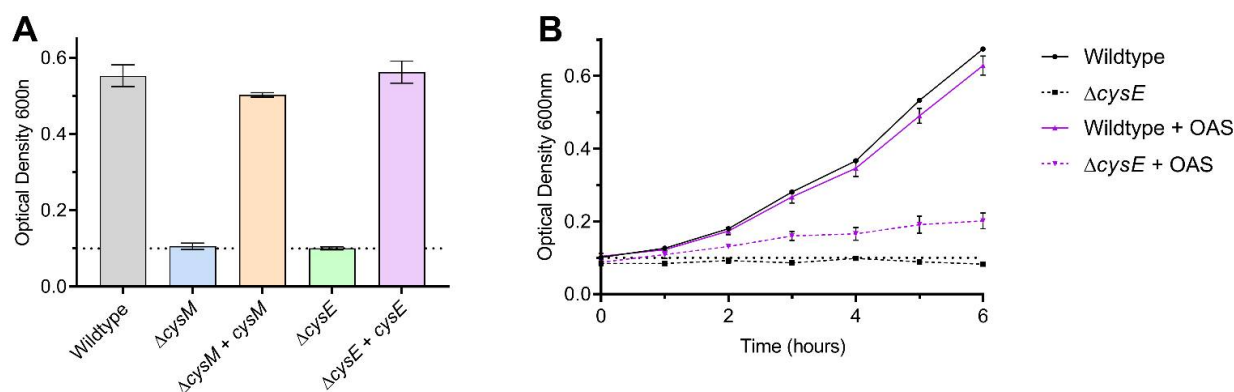 A
Optical Density 600n
0.6
0.4
0.2
0.0
Wildtype
ΔcysM
ΔcysM + cysM
ΔcysE
ΔcysE + cysE
B
Optical Density 600nm
0.6
0.4
0.2
0.0
0
2
4
6
Time (hours)
Wildtype
ΔcysE
Wildtype + OAS
ΔcysE + OAS